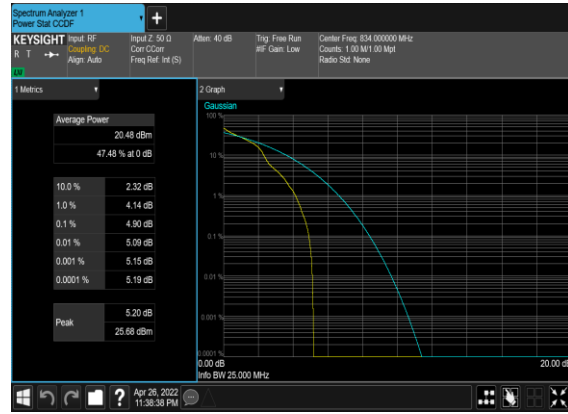 Spectrum Analyzer 1
Power Stat CCDF
KEYSIGHT
R T
LXI
Input: RF
Coupling: DC
Align: Auto
Input Z: 50 Ω
Corr CCorr
Freq Ref: Int (S)
Atten: 40 dB
Trig: Free Run
#IF Gain: Low
Center Freq: 834.000000 MHz
Counts: 1.00 M/1.00 Mpt
Radio Std: None
1 Metrics
Average Power
20.48 dBm
47.48 % at 0 dB
10.0 % 2.32 dB
1.0 % 4.14 dB
0.1 % 4.90 dB
0.01 % 5.09 dB
0.001 % 5.15 dB
0.0001 % 5.19 dB
Peak
5.20 dB
25.68 dBm
2 Graph
Gaussian
100 %
10 %
1 %
0.1 %
0.01 %
0.001 %
0.0001 %
0.00 dB
20.00 dB
Info BW 25.000 MHz
?
Apr 26, 2022
11:38:38 PM